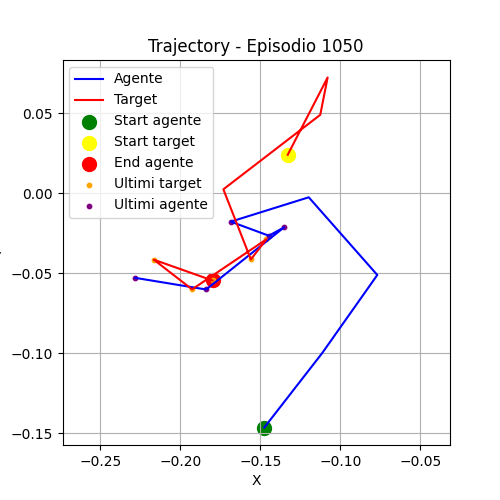 Trajectory - Episodio 1050
Agente
Target
Start agente
Start target
End agente
Ultimi target
Ultimi agente
0.05
0.00
−0.05
−0.10
−0.15
−0.25
−0.20
−0.15
−0.10
−0.05
X